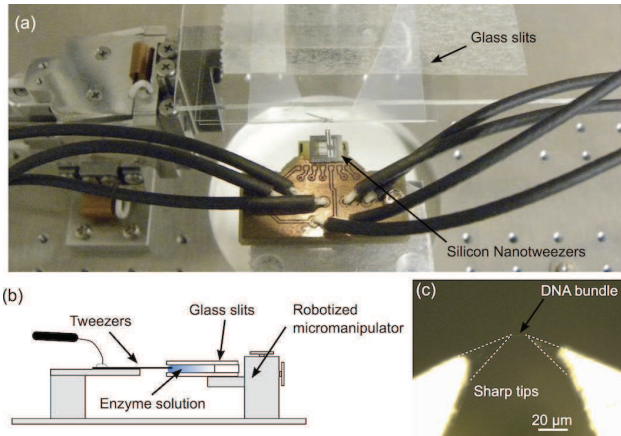 (a)
Glass slits
Silicon Nanotweezers
(b)
Tweezers
Glass slits
Robotized
micromanipulator
Enzyme solution
(c)
DNA bundle
Sharp tips
20 µm